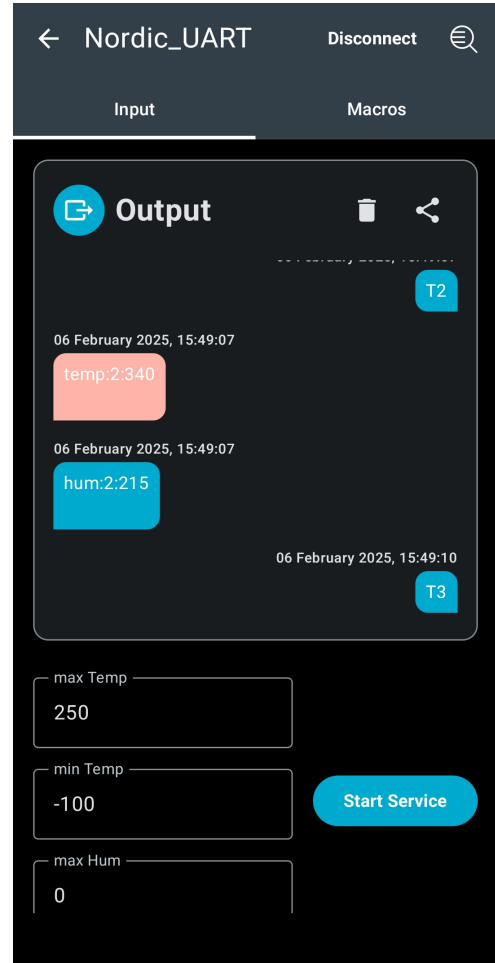 Nordic_UART
Disconnect
Input
Macros
Output
T2
06 February 2025, 15:49:07
temp:2:340
06 February 2025, 15:49:07
hum:2:215
06 February 2025, 15:49:10
T3
max Temp
250
min Temp
-100
Start Service
max Hum
0